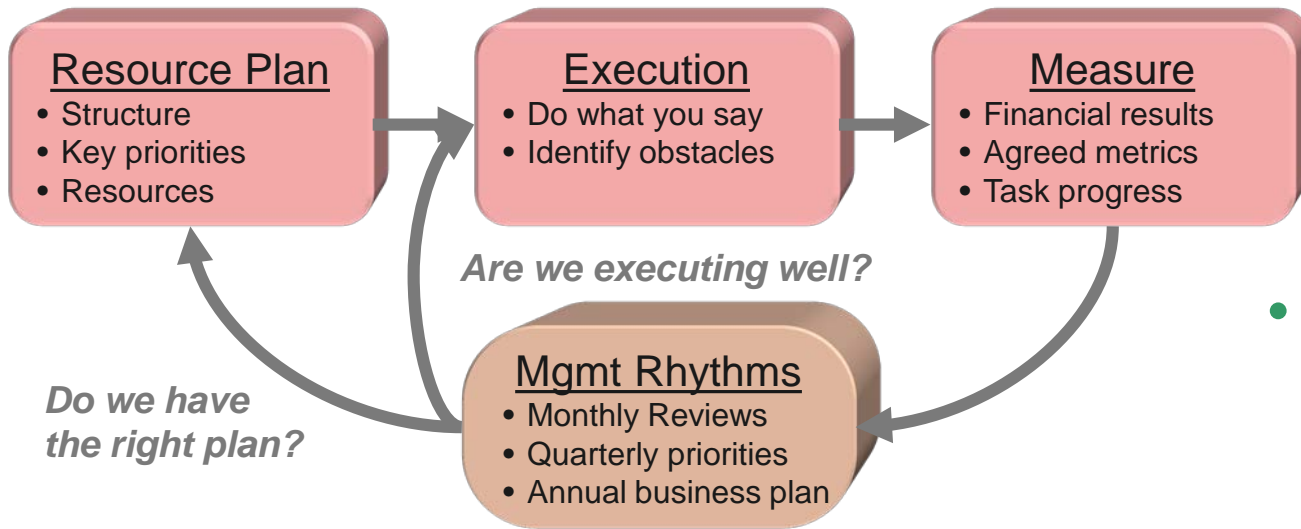 Resource Plan
• Structure
• Key priorities
• Resources
Execution
• Do what you say
• Identify obstacles
Measure
• Financial results
• Agreed metrics
• Task progress
Are we executing well?
Do we have
the right plan?
Mgmt Rhythms
• Monthly Reviews
• Quarterly priorities
• Annual business plan